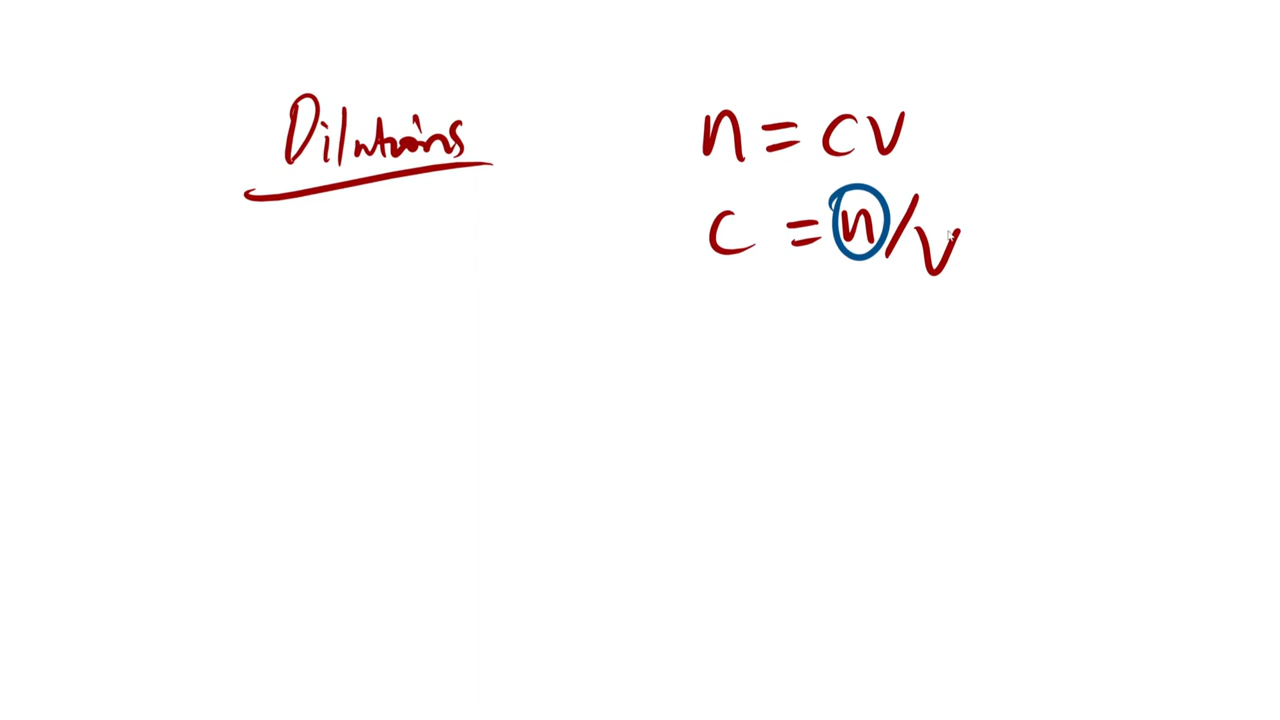 Dilutions
n = cv
c = n/v